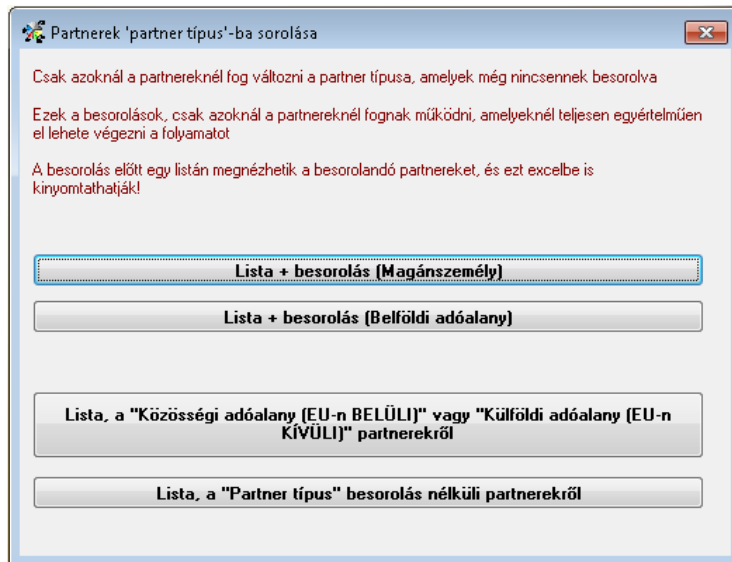 Partnerek 'partner típus'-ba sorolása
Csak azoknál a partnereknél fog változni a partner típusa, amelyek még nincsennek besorolva
Ezek a besorolások, csak azoknál a partnereknél fognak működni, amelyeknél teljesen egyértelműen
el lehete végezni a folyamatot
A besorolás előtt egy listán megnézhetik a besorolandó partnereket, és ezt excelbe is
kinyomtathatják!
Lista + besorolás (Magánszemély)
Lista + besorolás (Belföldi adóalany)
Lista, a "Közösségi adóalany (EU-n BELÜLI)" vagy "Külföldi adóalany (EU-n
KÍVÜLI)" partnerekről
Lista, a "Partner típus" besorolás nélküli partnerekről